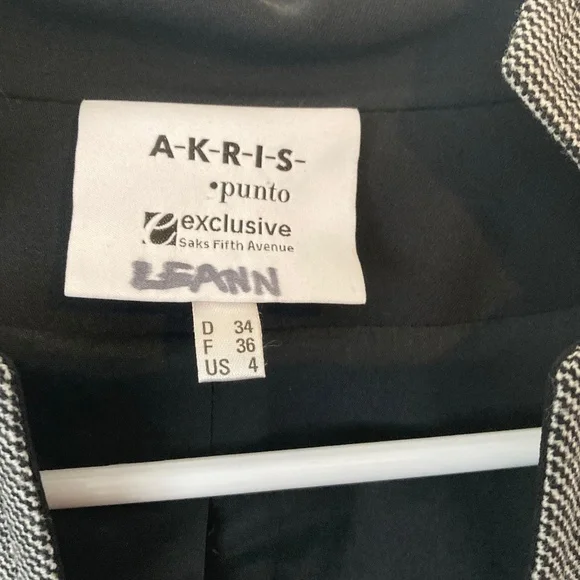 A-K-R-I-S-
•punto
e exclusive
Saks Fifth Avenue
LEANN
D 34
F 36
US 4